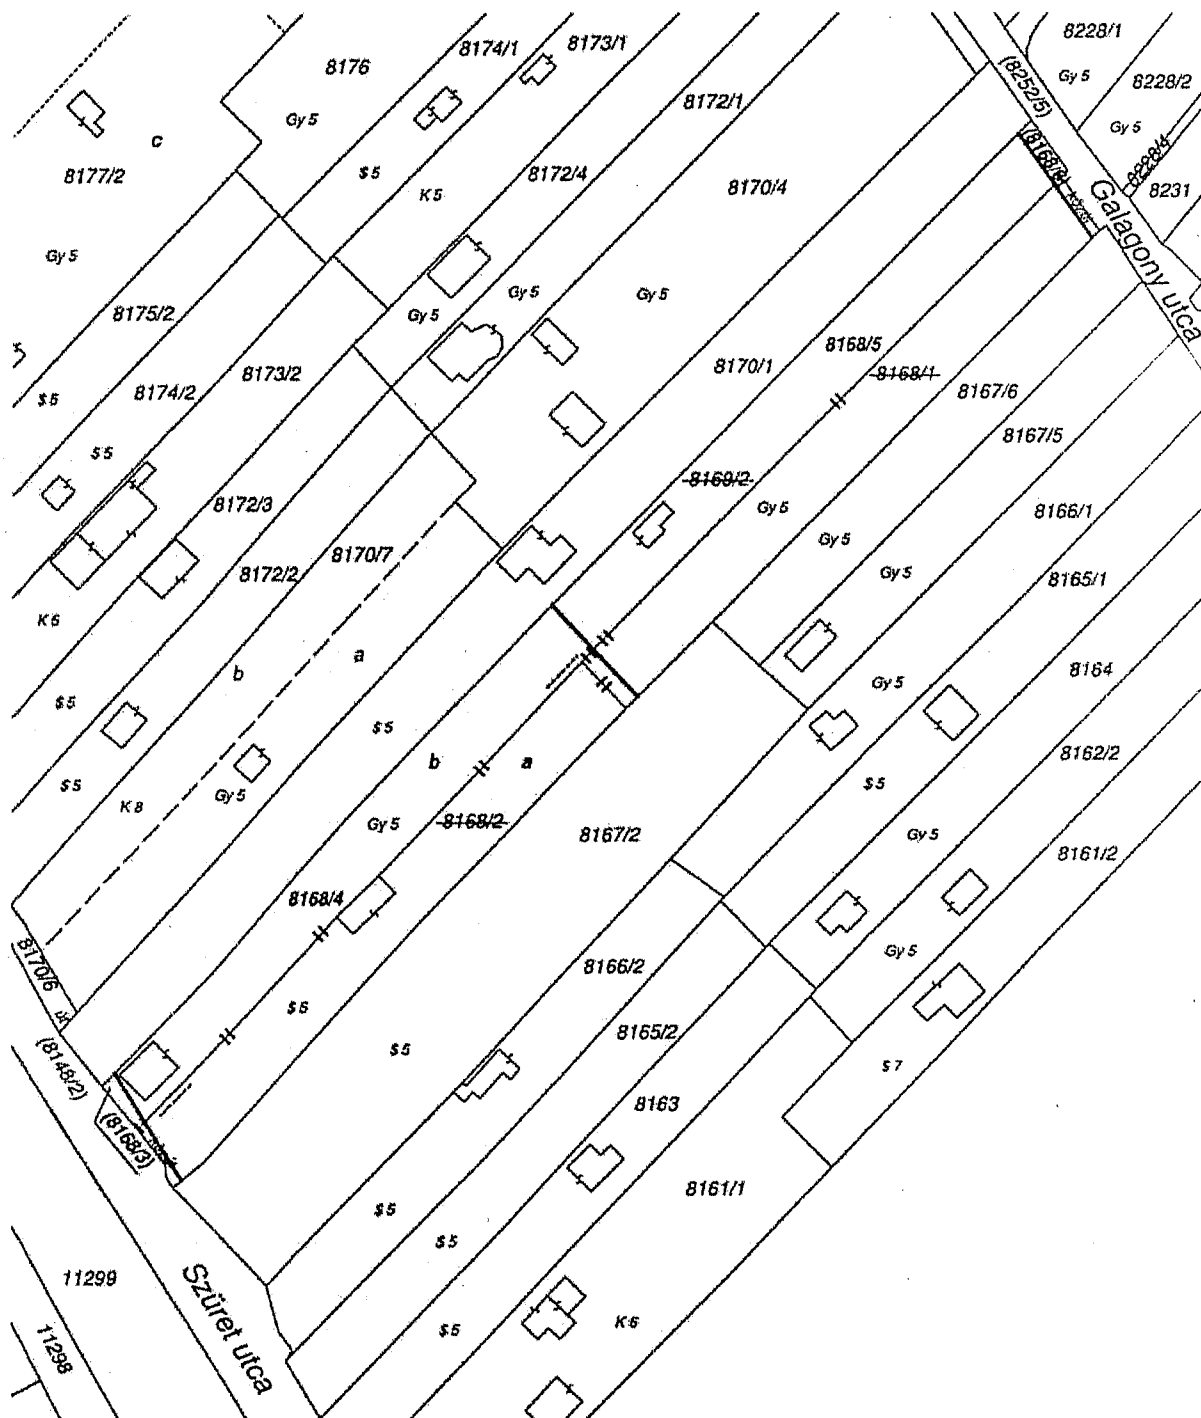 8228/1
8174/1
8173/1
8176
(8252/5)
Gy 5
8228/2
8172/1
Gy 5
Gy 5
c
8228/4
8177/2
S 5
8172/4
8170/4
(8168/6)
8231
K 5
Galagony utca
Gy 5
Gy 5
Gy 5
8175/2
Gy 5
8168/5
8170/1
8168/1
8173/2
8174/2
8167/6
S 5
8167/5
S 5
8169/2
8172/3
Gy 5
8166/1
Gy 5
8170/7
8172/2
Gy 5
8165/1
K 6
a
b
8164
Gy 5
S 5
S 5
8162/2
b
a
S 5
S 5
K 8
Gy 5
Gy 5
8168/2
8167/2
Gy 5
8161/2
8168/4
Gy 5
8170/6
8166/2
S 5
út
8165/2
(8148/2)
S 5
S 7
8163
(8168/3)
8161/1
S 5
S 5
11299
Szüret utca
K 6
S 5
11298